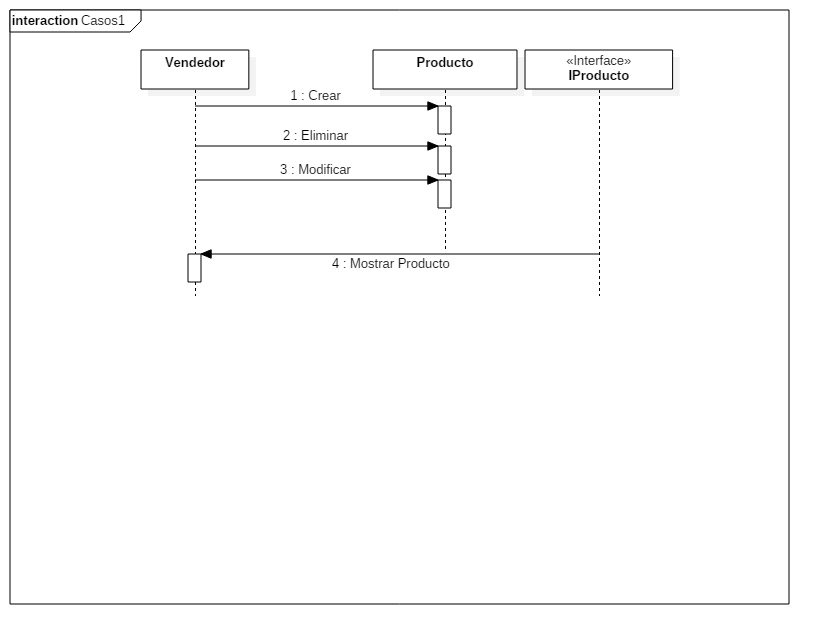 interaction Casos1
Vendedor
Producto
«Interface»
IProducto
1 : Crear
2 : Eliminar
3 : Modificar
4 : Mostrar Producto